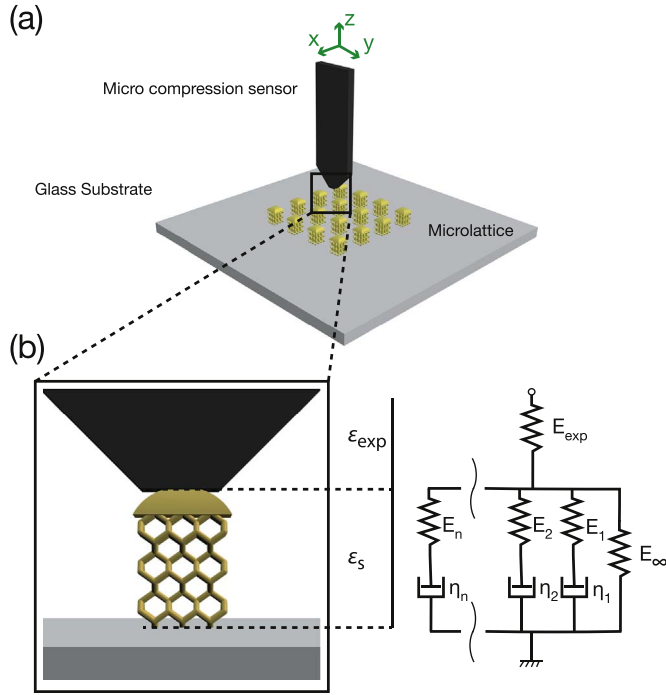 (a)
z
x
y
Micro compression sensor
Glass Substrate
Microlattice
(b)
εexp
Eexp
En
E2
E1
E∞
εs
ηn
η2
η1